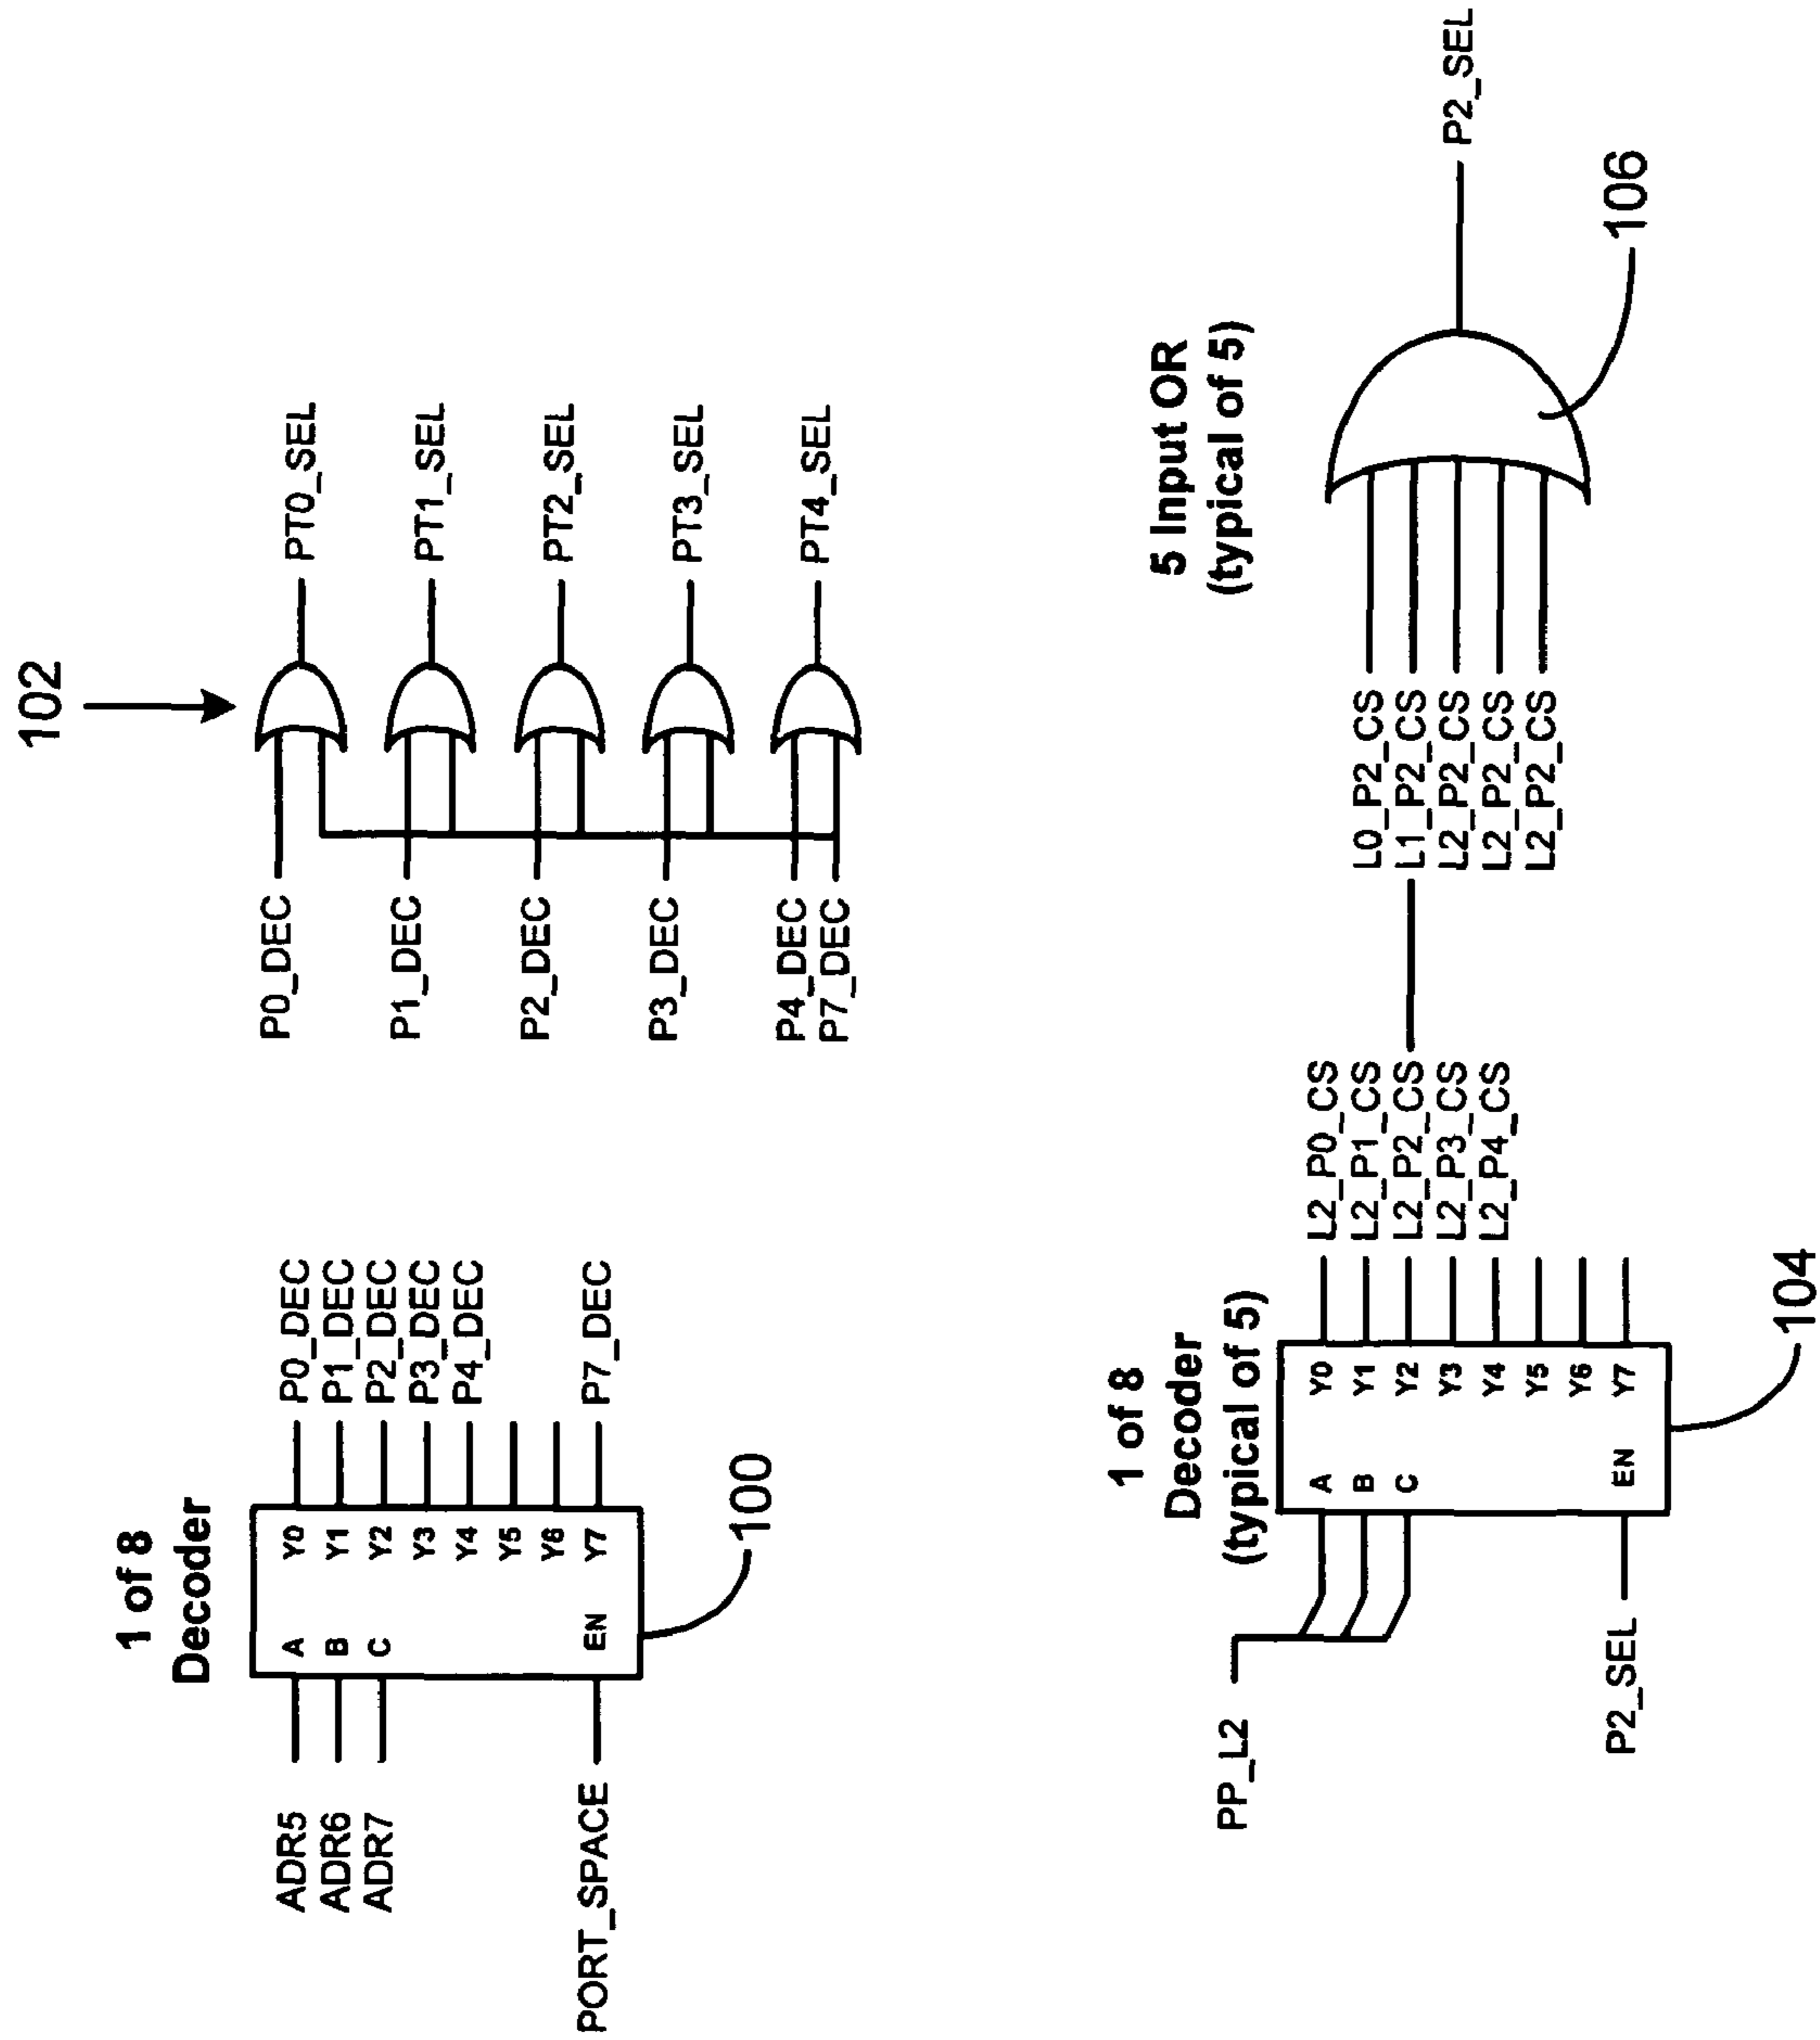 1 of 8
Decoder
ADR5
ADR6
ADR7
PORT_SPACE
A
B
C
EN
Y0
Y1
Y2
Y3
Y4
Y5
Y6
Y7
P0_DEC
P1_DEC
P2_DEC
P3_DEC
P4_DEC
P7_DEC
100
102
P0_DEC
P1_DEC
P2_DEC
P3_DEC
P4_DEC
P7_DEC
PT0_SEL
PT1_SEL
PT2_SEL
PT3_SEL
PT4_SEL
1 of 8
Decoder
(typical of 5)
PP_L2
P2_SEL
A
B
C
EN
Y0
Y1
Y2
Y3
Y4
Y5
Y6
Y7
L2_P0_CS
L2_P1_CS
L2_P2_CS
L2_P3_CS
L2_P4_CS
104
5 Input OR
(typical of 5)
L0_P2_CS
L1_P2_CS
L2_P2_CS
L2_P2_CS
L2_P2_CS
P2_SEL
106